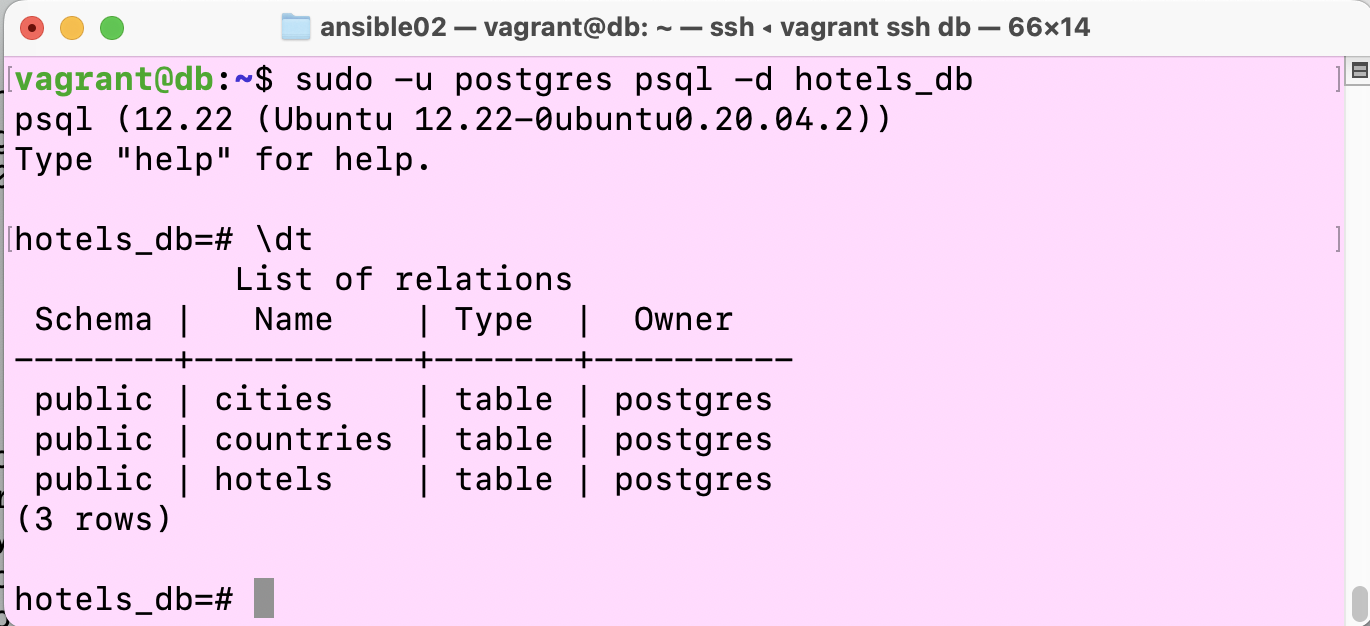 ansible02 — vagrant@db: ~ — ssh ◂ vagrant ssh db — 66×14
[vagrant@db:~$ sudo -u postgres psql -d hotels_db ]
psql (12.22 (Ubuntu 12.22-0ubuntu0.20.04.2))
Type "help" for help.
[hotels_db=# \dt ]
           List of relations
 Schema |   Name    | Type  |  Owner
--------+-----------+-------+----------
 public | cities    | table | postgres
 public | countries | table | postgres
 public | hotels    | table | postgres
(3 rows)
hotels_db=#